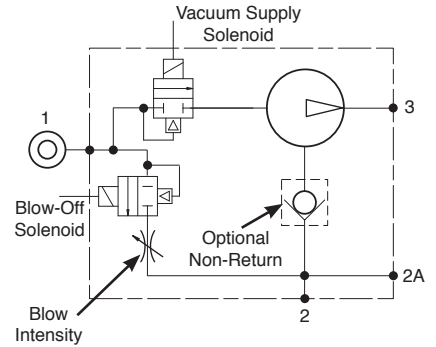 Vacuum Supply
Solenoid
1
3
Blow-Off
Solenoid
Optional
Non-Return
2A
Blow
Intensity
2